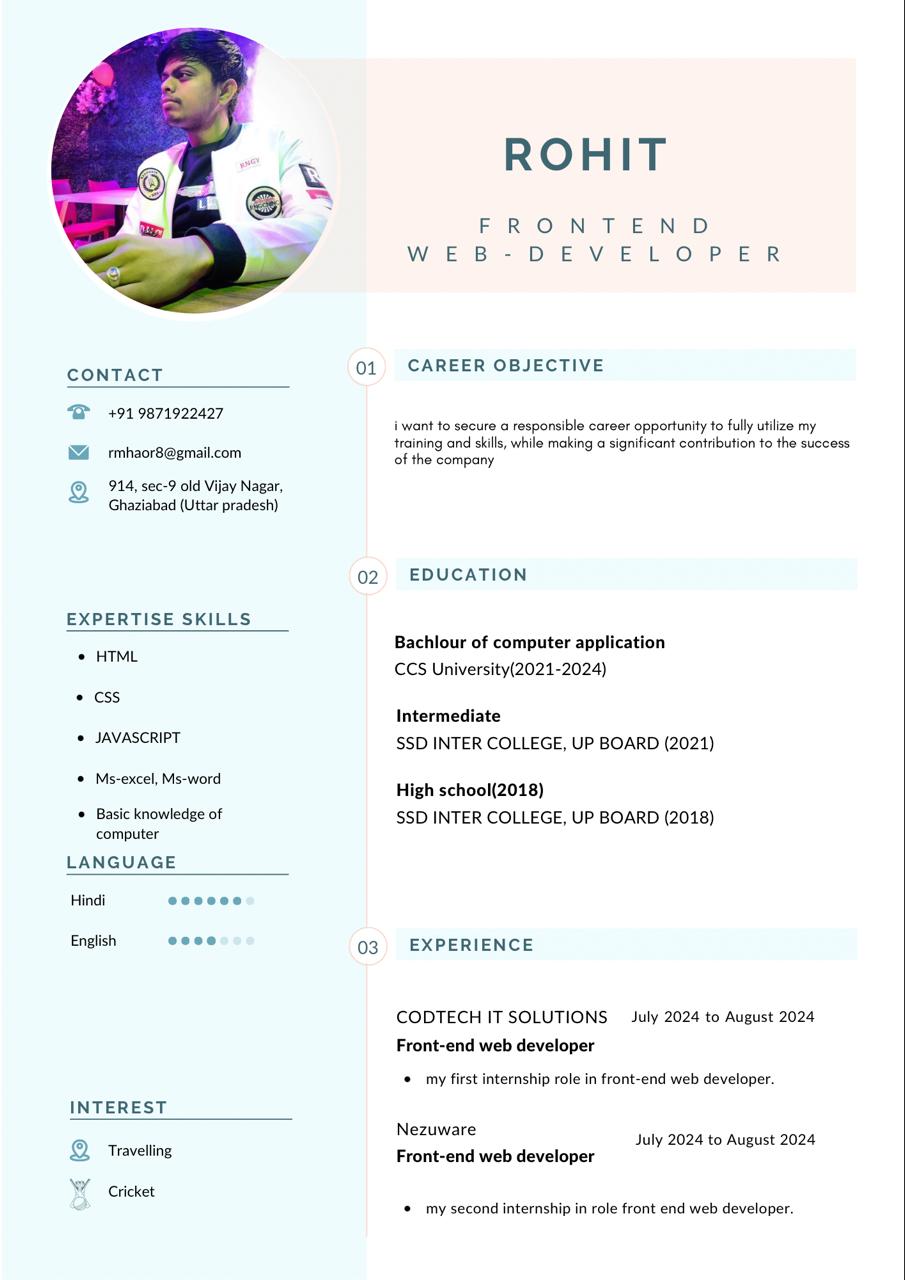 ROHIT
FRONTEND
WEB-DEVELOPER
RNGY
CONTACT
+91 9871922427
rmhaor8@gmail.com
914, sec-9 old Vijay Nagar,
Ghaziabad (Uttar pradesh)
EXPERTISE SKILLS
• HTML
• CSS
• JAVASCRIPT
• Ms-excel, Ms-word
• Basic knowledge of
computer
LANGUAGE
Hindi
English
INTEREST
Travelling
Cricket
01 CAREER OBJECTIVE
i want to secure a responsible career opportunity to fully utilize my
training and skills, while making a significant contribution to the success
of the company
02 EDUCATION
Bachlour of computer application
CCS University(2021-2024)
Intermediate
SSD INTER COLLEGE, UP BOARD (2021)
High school(2018)
SSD INTER COLLEGE, UP BOARD (2018)
03 EXPERIENCE
CODTECH IT SOLUTIONS July 2024 to August 2024
Front-end web developer
• my first internship role in front-end web developer.
Nezuware
July 2024 to August 2024
Front-end web developer
• my second internship in role front end web developer.